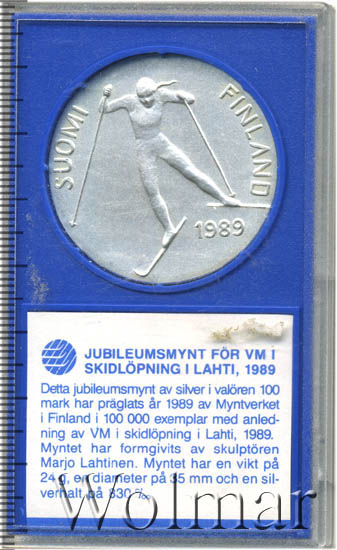 SUOMI
FINLAND
1989
JUBILEUMSMYNT FÖR VM I
SKIDLÖPNING I LAHTI, 1989
Detta jubileumsmynt av silver i valören 100
mark har präglats år 1989 av Myntverket
i Finland i 100 000 exemplar med anled-
ning av VM i skidlöpning i Lahti, 1989.
Myntet har formgivits av skulptören
Marjo Lahtinen. Myntet har en vikt på
24 g, en diameter på 35 mm och en sil-
verhalt på 830 ⁰/₀₀
Wolmar